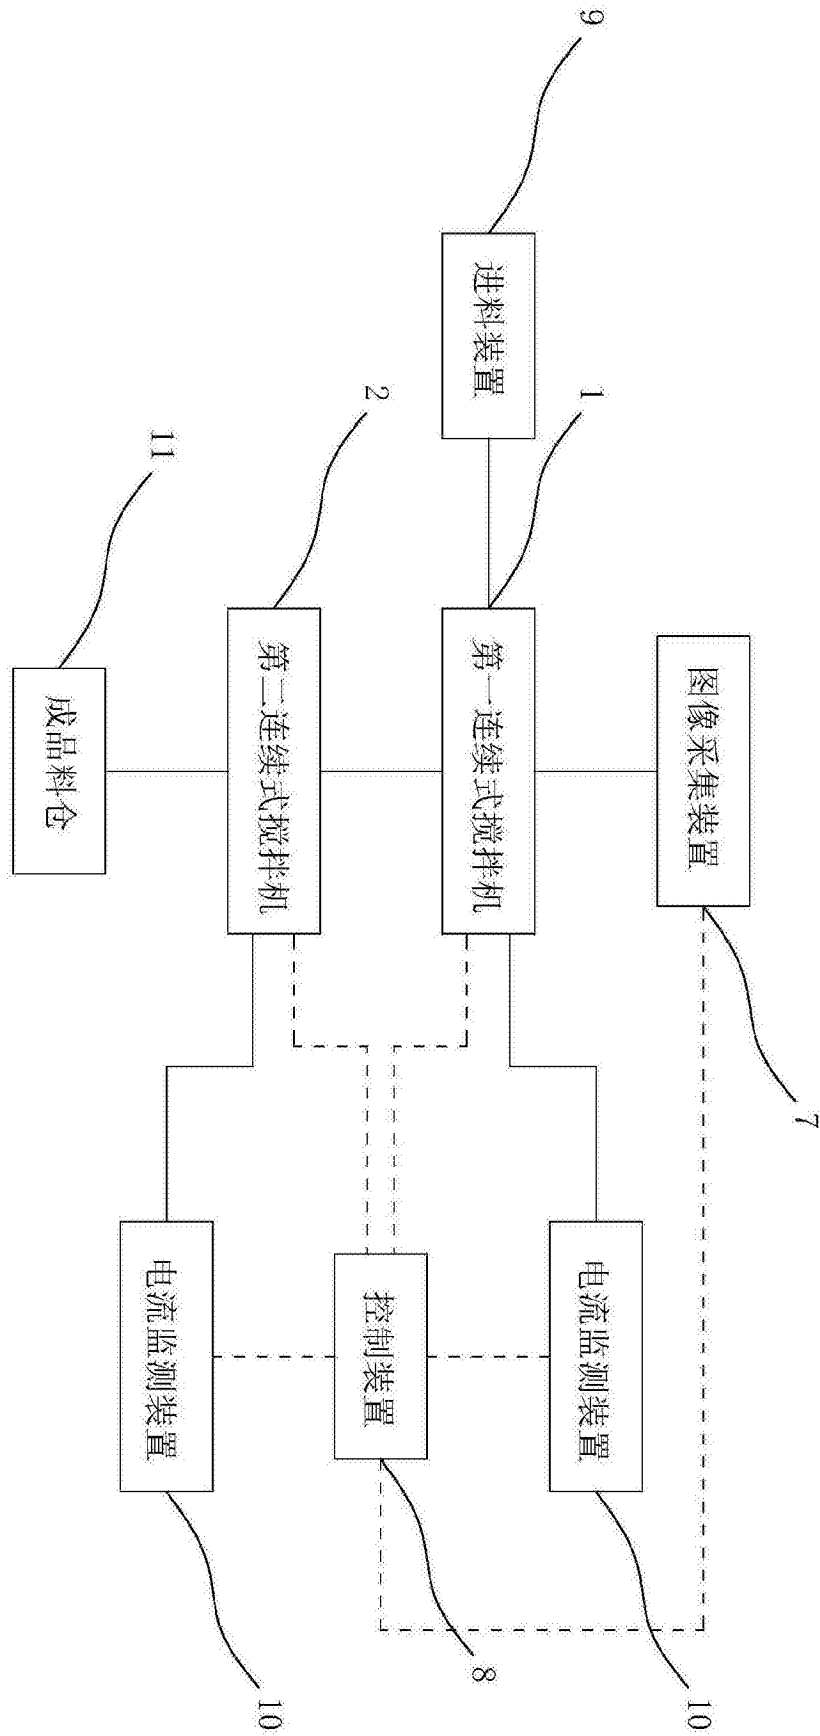 图像采集装置
7
9
进料装置
1
第一连续式搅拌机
电流监测装置
10
控制装置
8
2
第二连续式搅拌机
电流监测装置
10
11
成品料仓